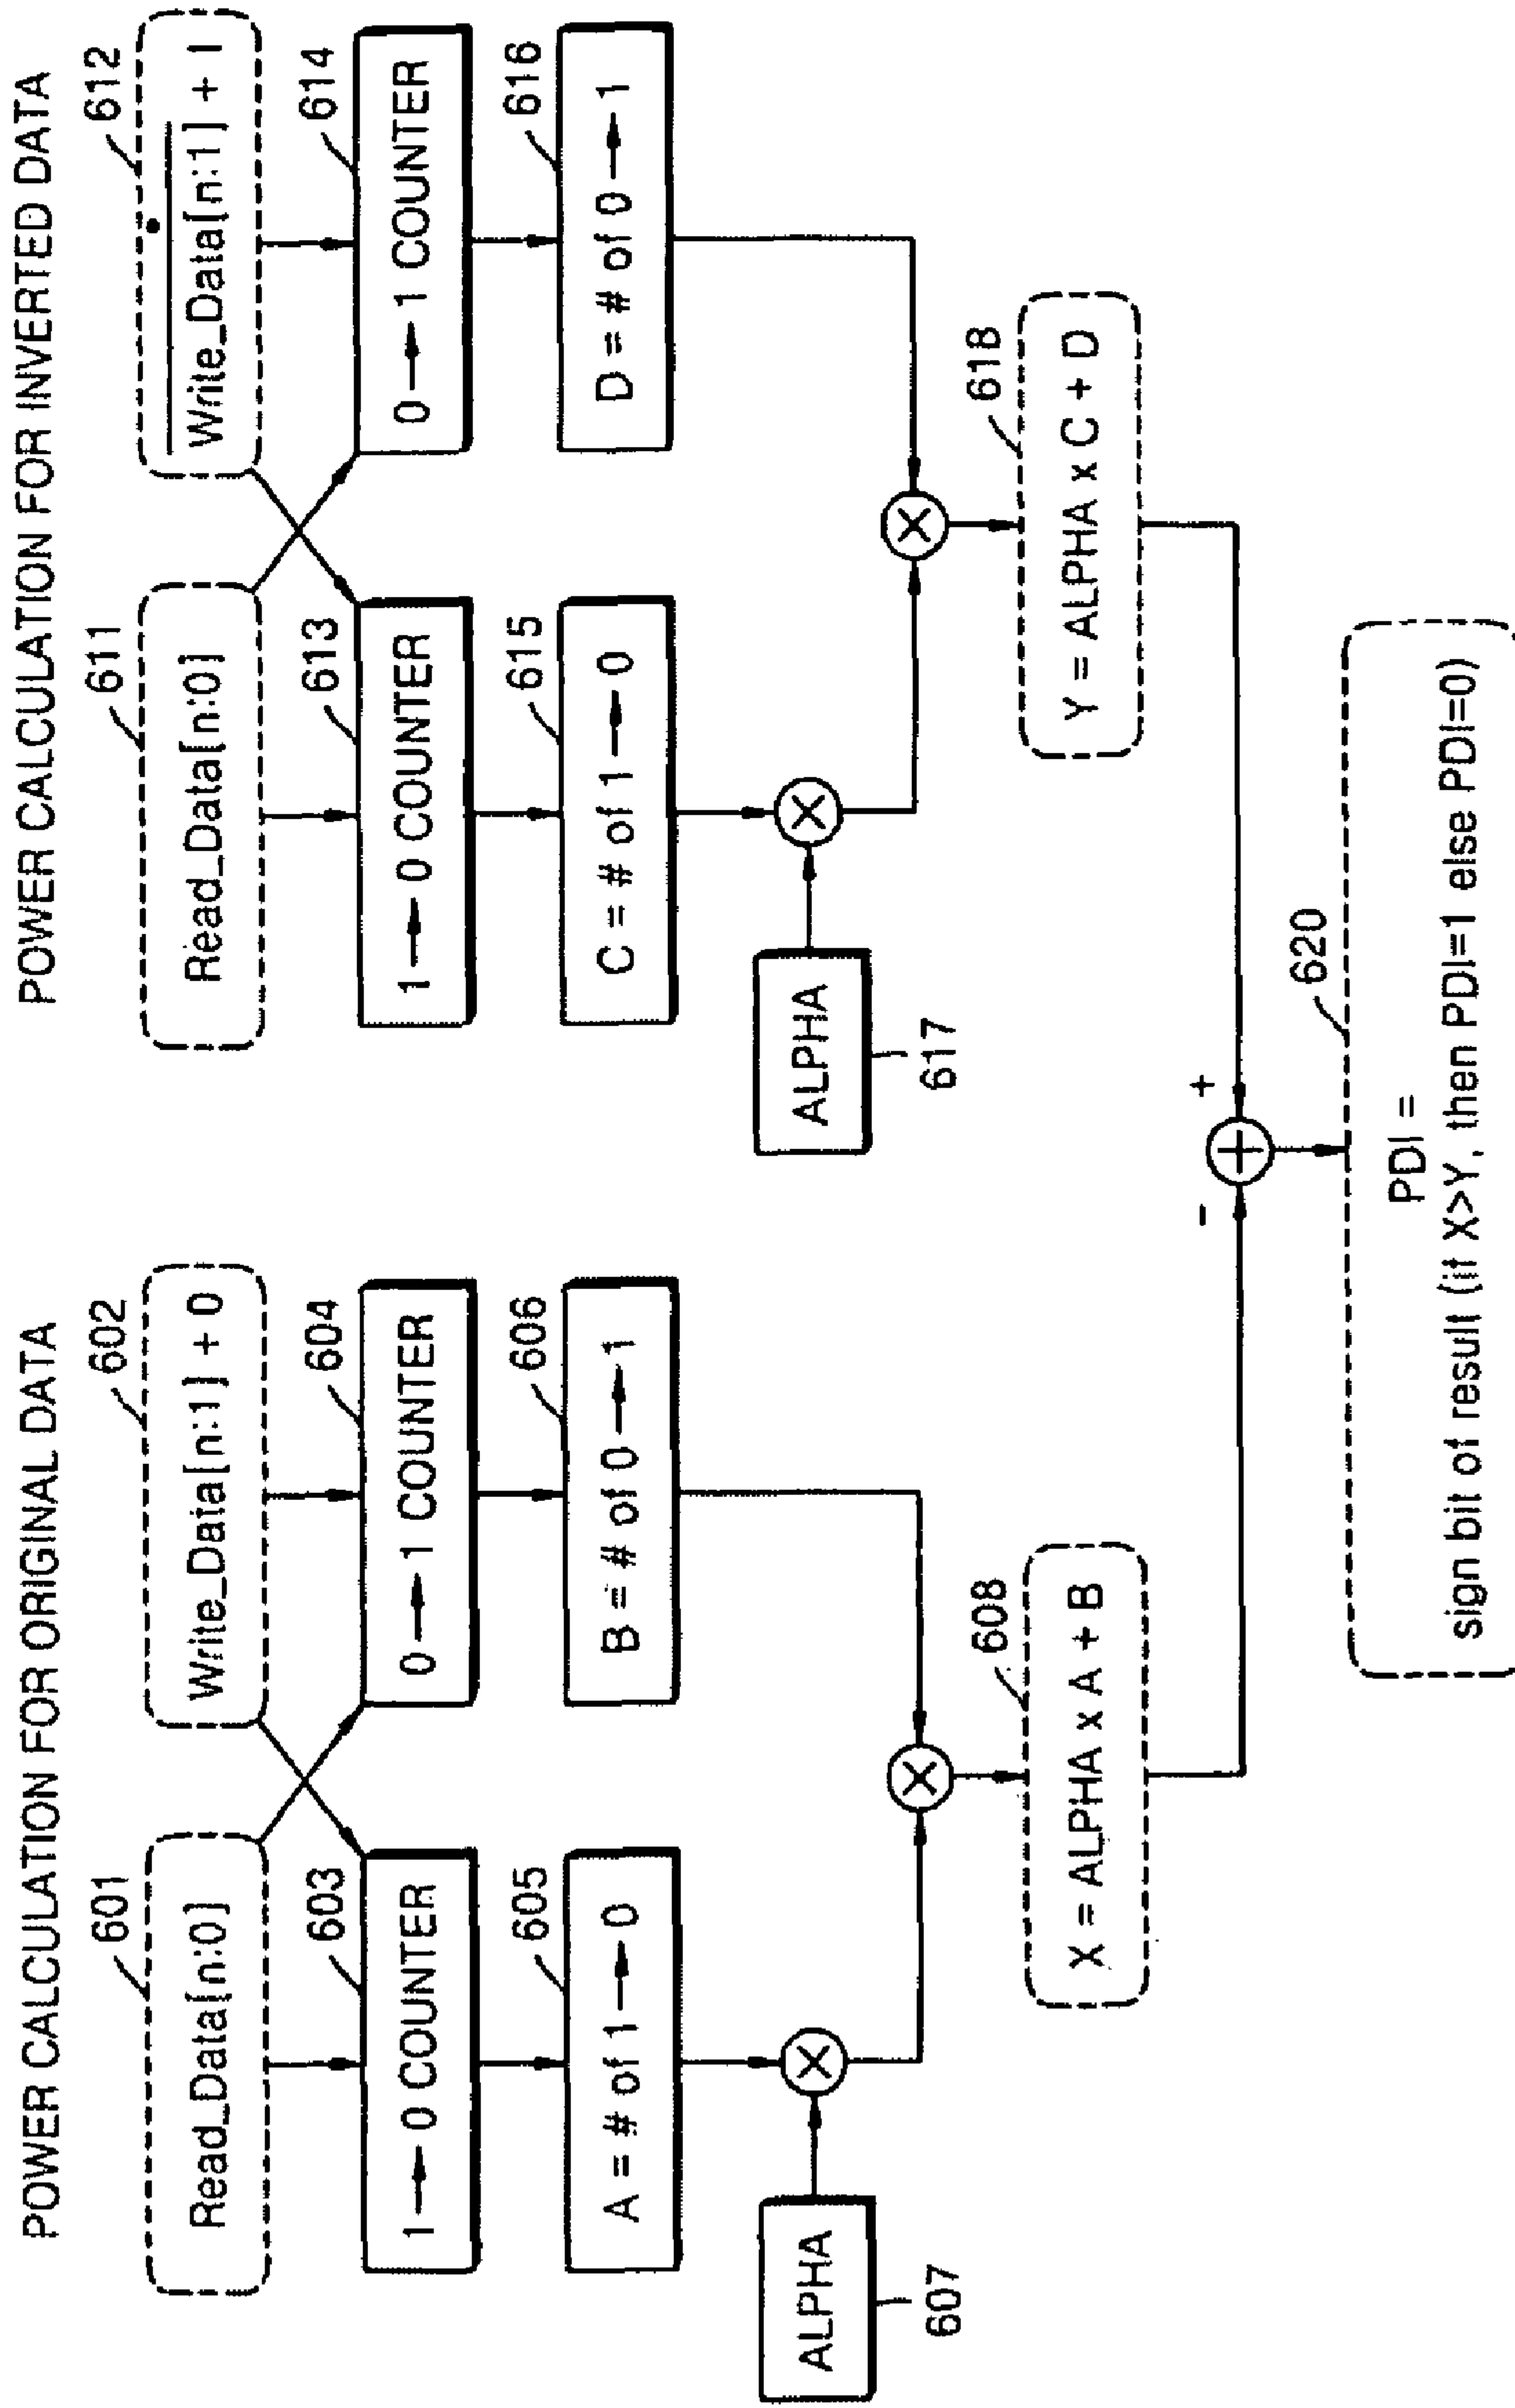 POWER CALCULATION FOR ORIGINAL DATA
601
602
Read_Data[n:0]
Write_Data[n:1] + 0
603
604
1→0 COUNTER
0→1 COUNTER
605
606
A = # of 1→0
B = # of 0→1
ALPHA
607
608
X = ALPHA x A + B
POWER CALCULATION FOR INVERTED DATA
611
612
Read_Data[n:0]
Write_Data[n:1] + 1
613
614
1→0 COUNTER
0→1 COUNTER
615
616
C = # of 1→0
D = # of 0→1
ALPHA
617
618
Y = ALPHA x C + D
- +
620
PDI =
sign bit of result (if X>Y, then PDI=1 else PDI=0)